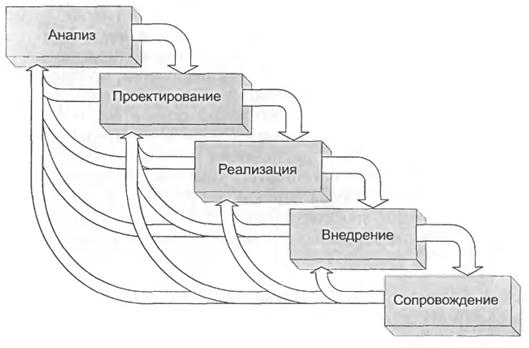 Анализ
Проектирование
Реализация
Внедрение
Сопровождение